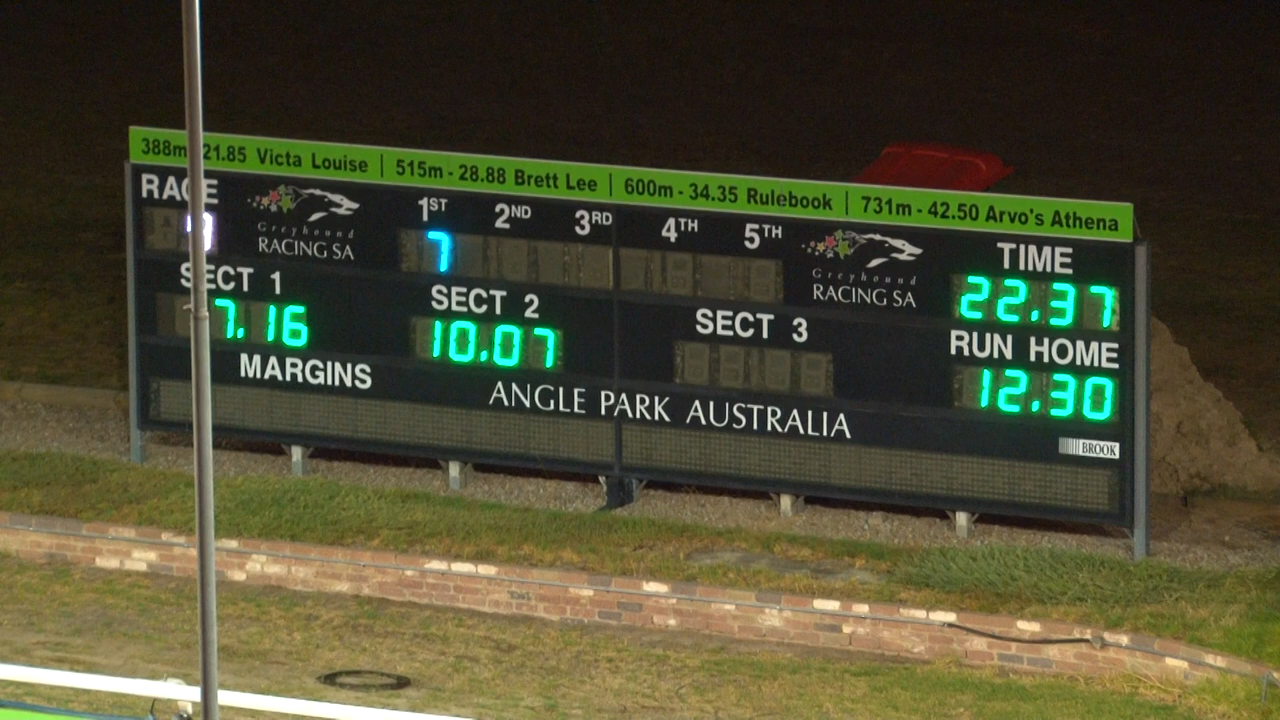 388m 21.85 Victa Louise | 515m - 28.88 Brett Lee | 600m - 34.35 Rulebook | 731m - 42.50 Arvo's Athena
RACE
Greyhound
RACING SA
1ST 2ND 3RD 4TH 5TH
7
Greyhound
RACING SA
TIME
22.37
SECT 1
7.16
SECT 2
10.07
SECT 3
RUN HOME
12.30
MARGINS
ANGLE PARK AUSTRALIA
BROOK